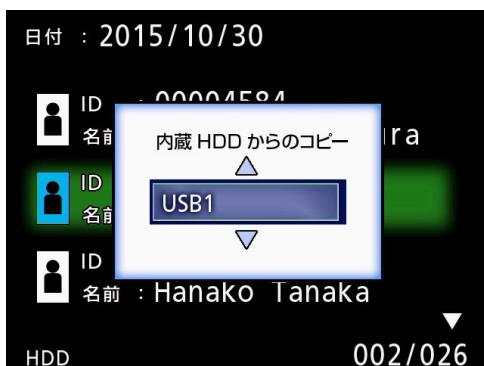 日付 : 2015/10/30
ID
名前
内蔵 HDD からのコピー
USB1
ID
名前
ID
名前 : Hanako Tanaka
HDD
002/026